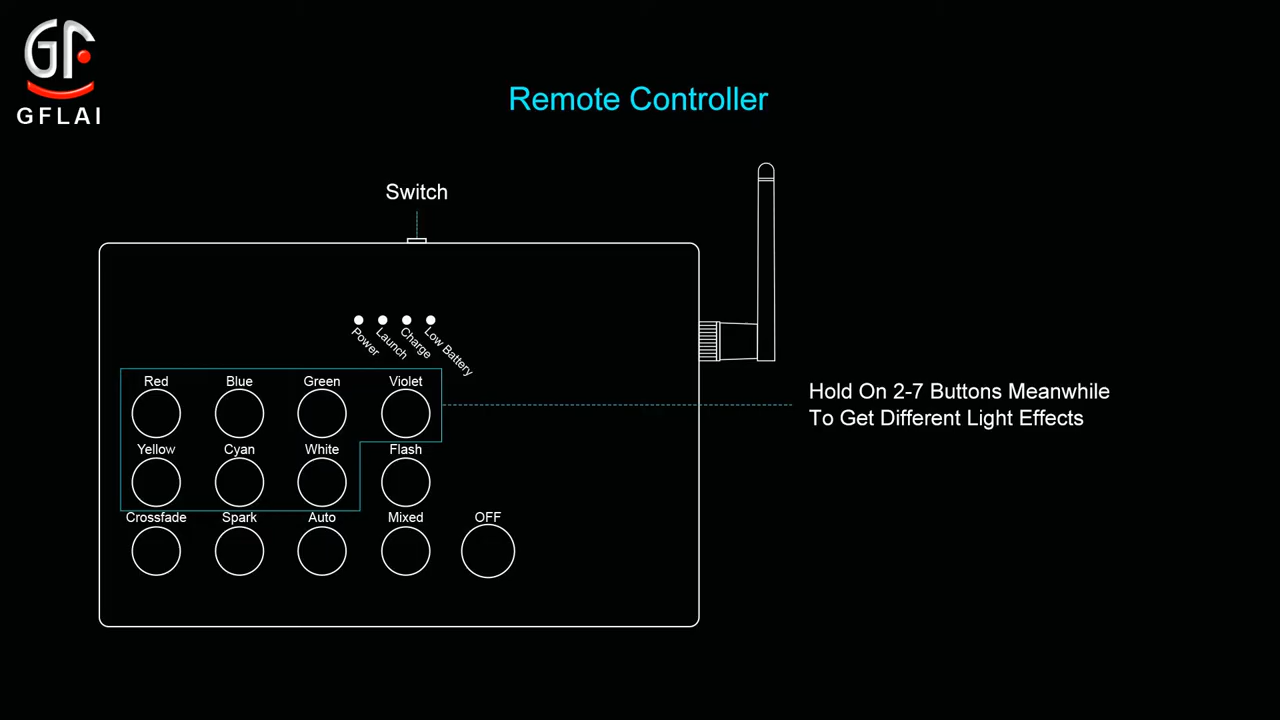 GF
GFLAI
Remote Controller
Switch
Power Launch Charge Low Battery
Red Blue Green Violet
Hold On 2-7 Buttons Meanwhile
To Get Different Light Effects
Yellow Cyan White Flash
Crossfade Spark Auto Mixed OFF